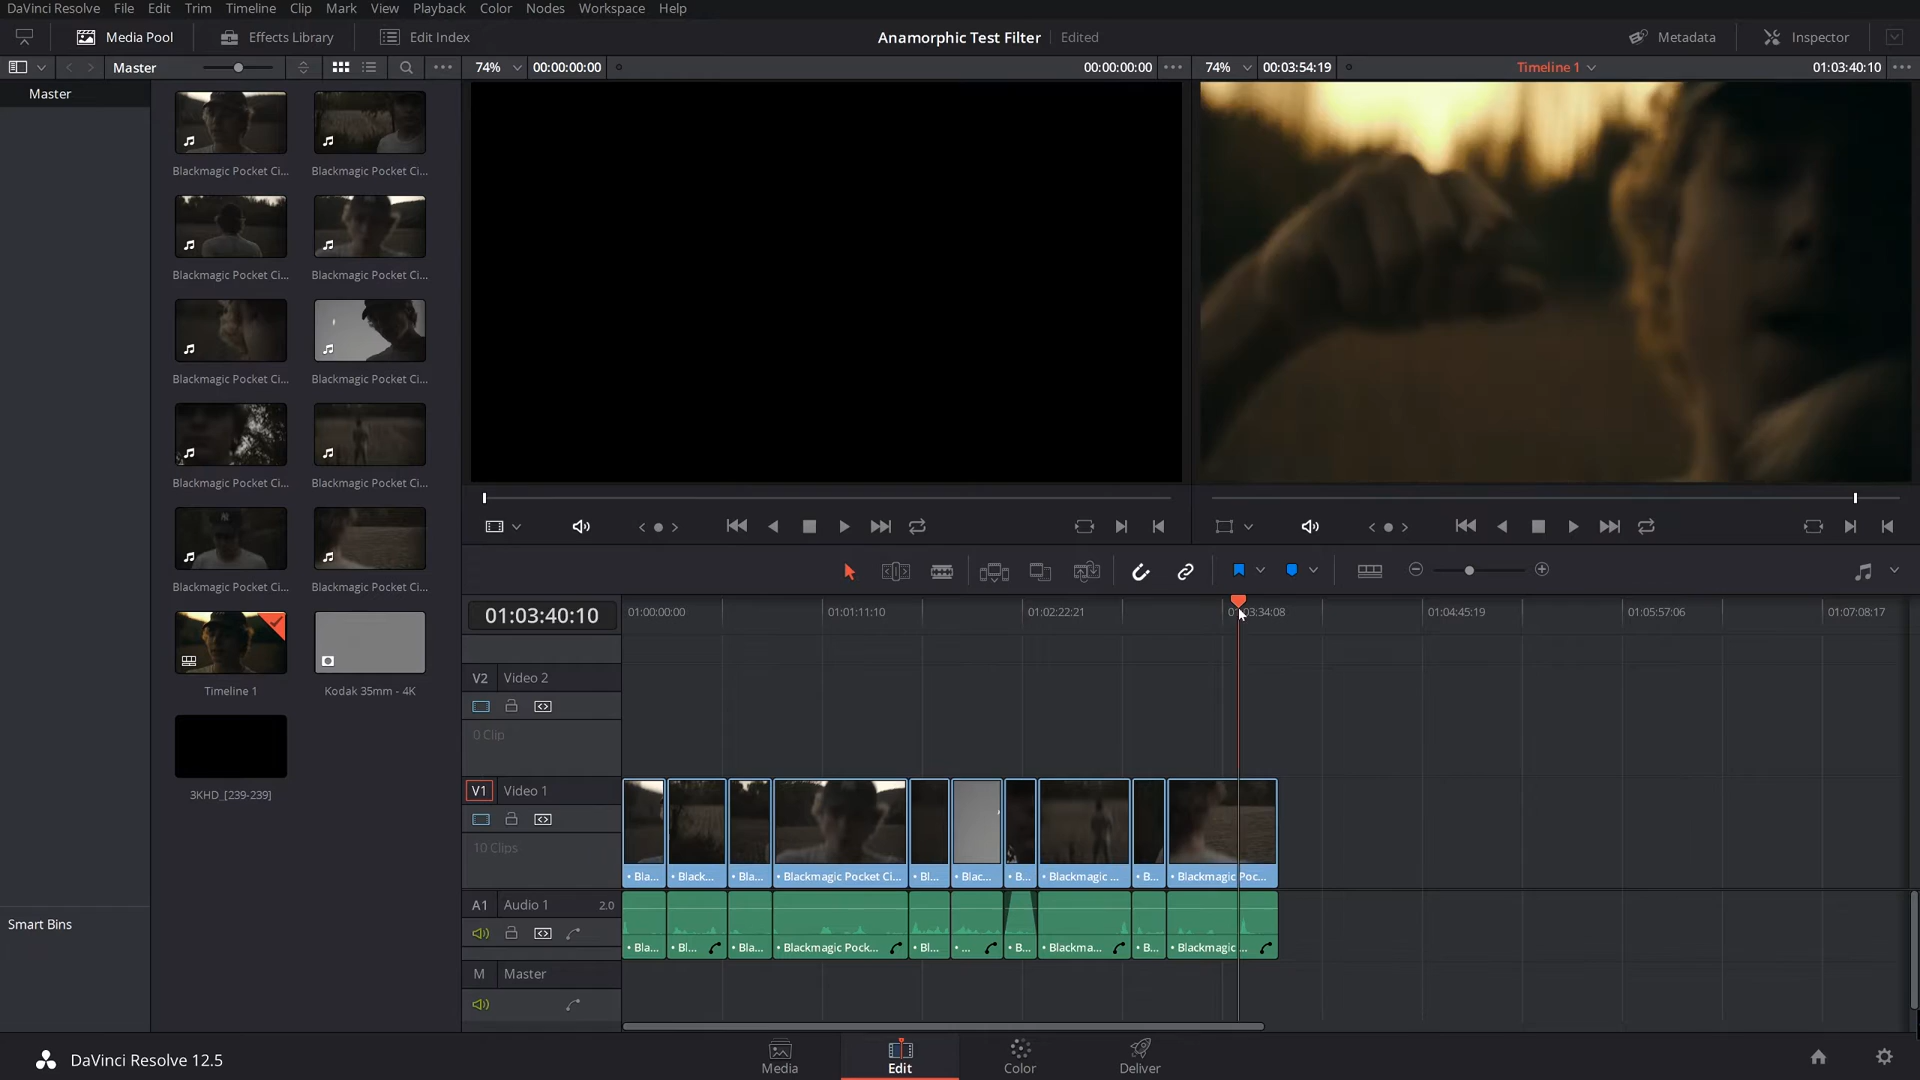 DaVinci Resolve File Edit Trim Timeline Clip Mark View Playback Color Nodes Workspace Help
Media Pool Effects Library Edit Index Anamorphic Test Filter Edited Metadata Inspector
Master 74% 00:00:00:00 00:00:00:00 74% 00:03:54:19 Timeline 1 01:03:40:10
Master
Blackmagic Pocket Ci... Blackmagic Pocket Ci...
Blackmagic Pocket Ci... Blackmagic Pocket Ci...
Blackmagic Pocket Ci... Blackmagic Pocket Ci...
Blackmagic Pocket Ci... Blackmagic Pocket Ci...
Blackmagic Pocket Ci... Blackmagic Pocket Ci...
Timeline 1 Kodak 35mm - 4K
3KHD_[239-239]
Smart Bins
01:03:40:10 01:00:00:00 01:01:11:10 01:02:22:21 01:03:34:08 01:04:45:19 01:05:57:06 01:07:08:17
V2 Video 2
0 Clip
V1 Video 1
10 Clips
• Bla... • Black... • Bla... • Blackmagic Pocket Ci... • Bl... • Blac... • B... • Blackmagic ... • B... • Blackmagic Poc...
A1 Audio 1 2.0
• Bla... • Bl... • Bla... • Blackmagic Pock... • Bl... • ... • B... • Blackma... • B... • Blackmagic ...
M Master
DaVinci Resolve 12.5 Media Edit Color Deliver